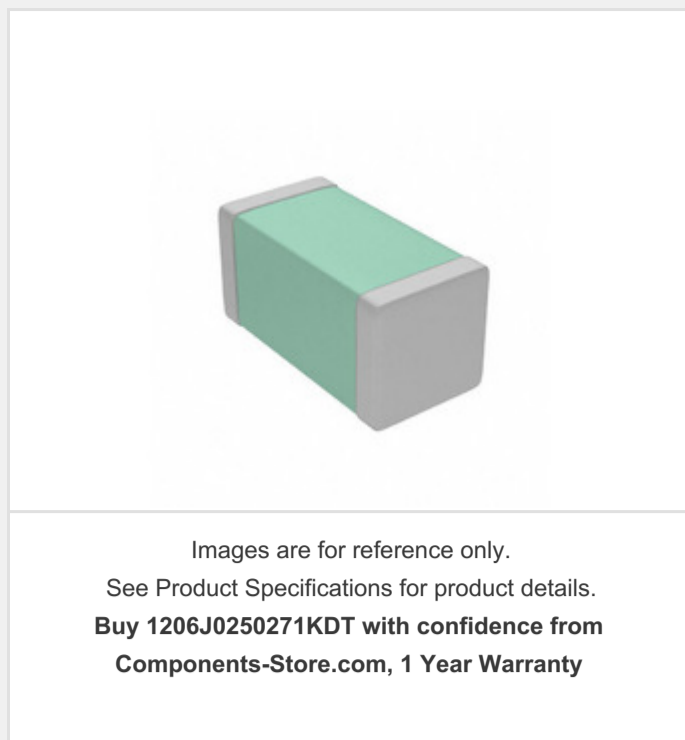 Images are for reference only.
See Product Specifications for product details.
Buy 1206J0250271KDT with confidence from
Components-Store.com, 1 Year Warranty